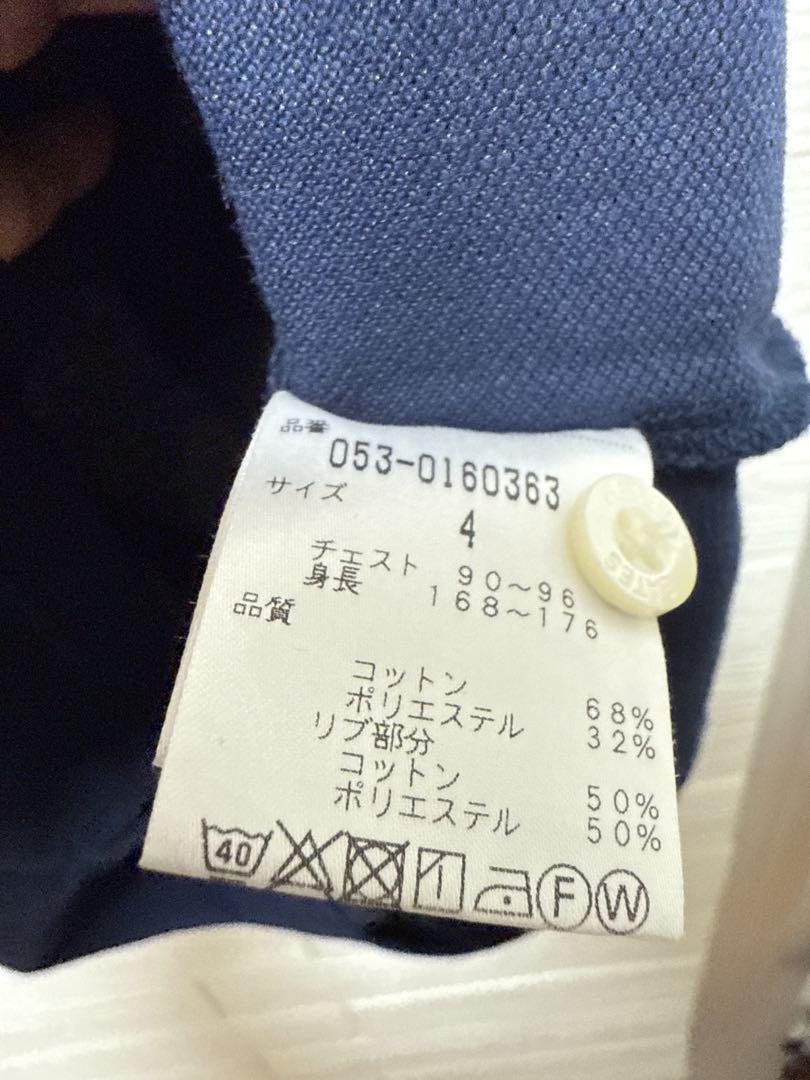 品番
053-0160363
サイズ
4
チェスト 90~96
身長 168~176
品質
コットン 68%
ポリエステル 32%
リブ部分
コットン 50%
ポリエステル 50%
40 F W